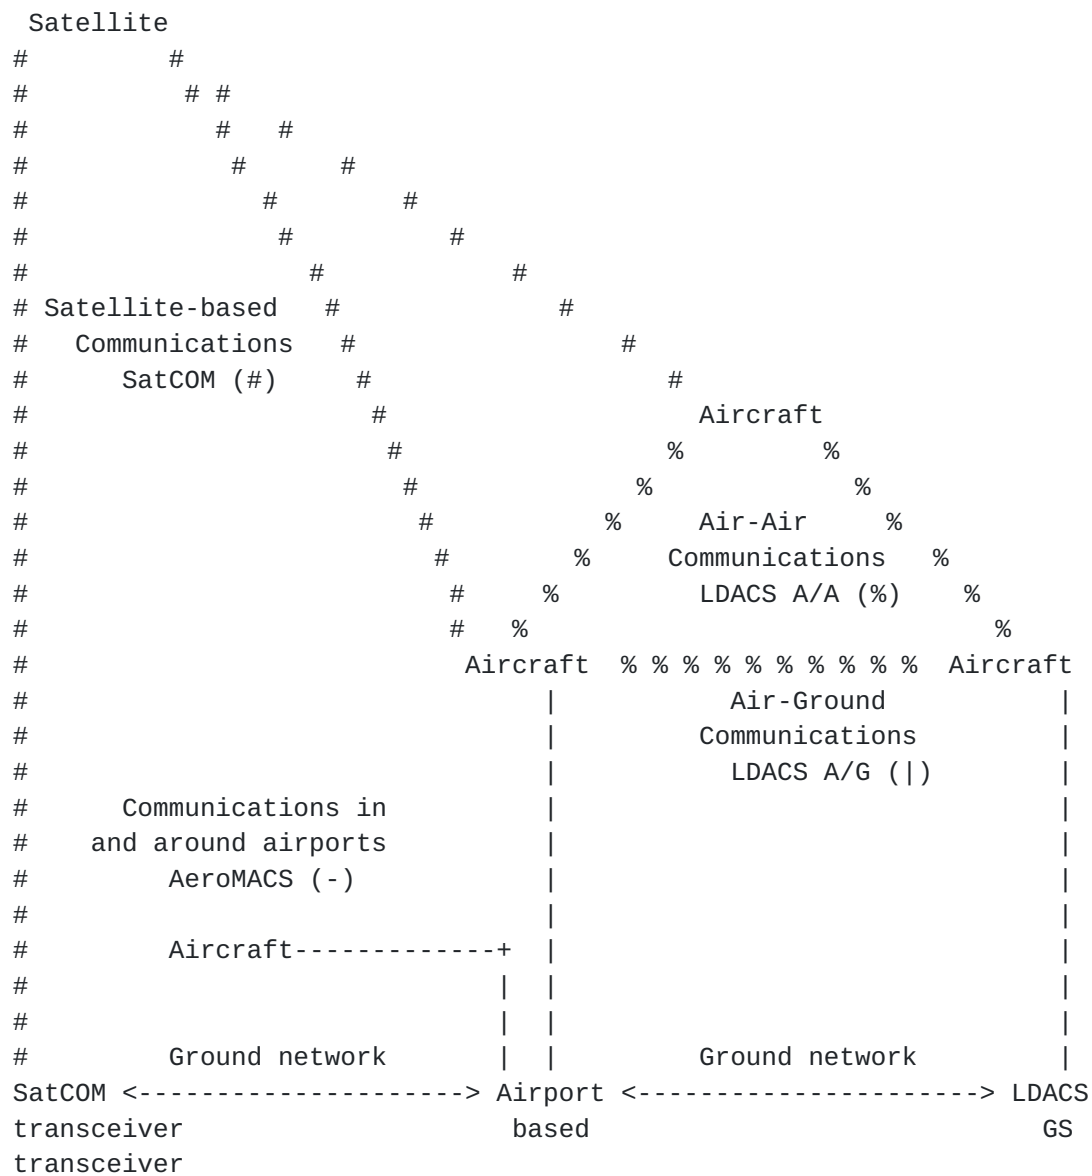 Satellite
#         #
#          # #
#            #   #
#             #      #
#               #        #
#                #          #
#                  #            #
# Satellite-based   #              #
#   Communications   #                 #
#      SatCOM (#)     #                   #
#                      #                    Aircraft
#                       #                 %         %
#                        #              %             %
#                         #           %     Air-Air     %
#                          #        %     Communications   %
#                           #     %         LDACS A/A (%)    %
#                           #   %                              %
#                            Aircraft  % % % % % % % % % %  Aircraft
#                                 |           Air-Ground           |
#                                 |         Communications         |
#                                 |           LDACS A/G (|)        |
#      Communications in          |                                |
#    and around airports          |                                |
#         AeroMACS (-)            |                                |
#                                 |                                |
#         Aircraft-------------+  |                                |
#                              |  |                                |
#                              |  |                                |
#         Ground network       |  |         Ground network         |
SatCOM <---------------------> Airport <----------------------> LDACS
transceiver                     based                             GS
transceiver